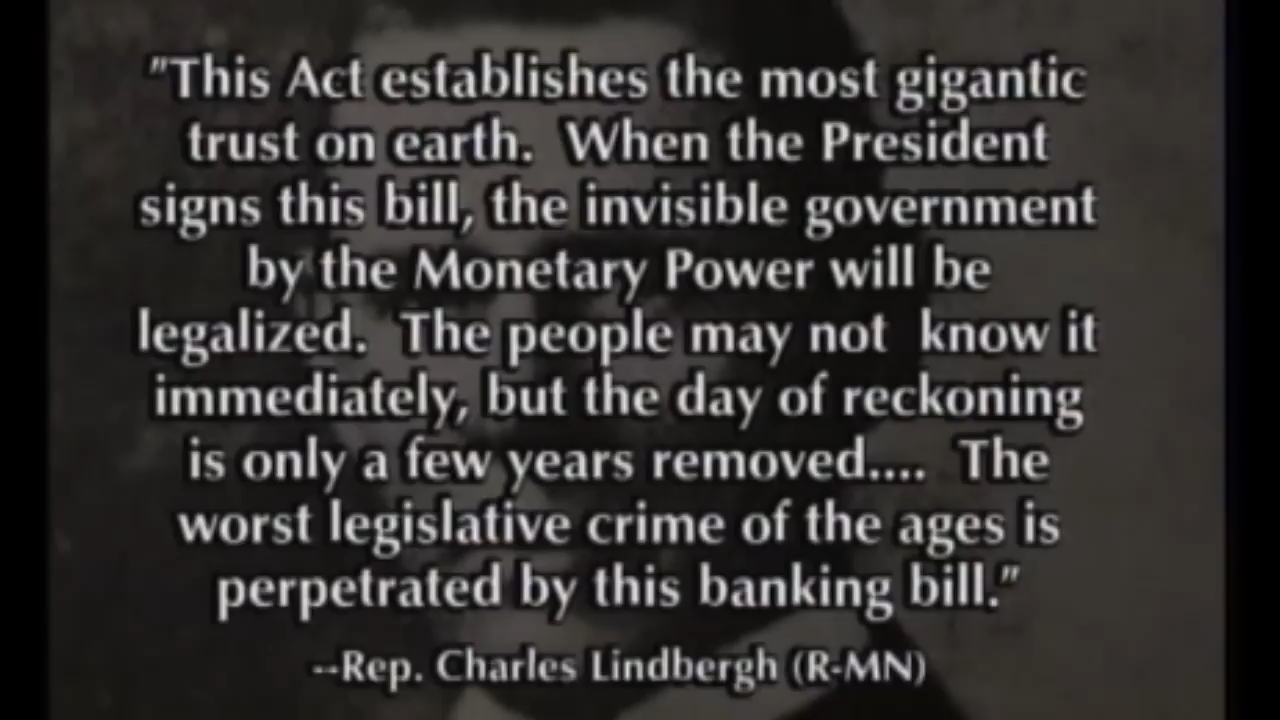 "This Act establishes the most gigantic
trust on earth.  When the President
signs this bill, the invisible government
by the Monetary Power will be
legalized.  The people may not  know it
immediately, but the day of reckoning
is only a few years removed....  The
worst legislative crime of the ages is
perpetrated by this banking bill."
--Rep. Charles Lindbergh (R-MN)